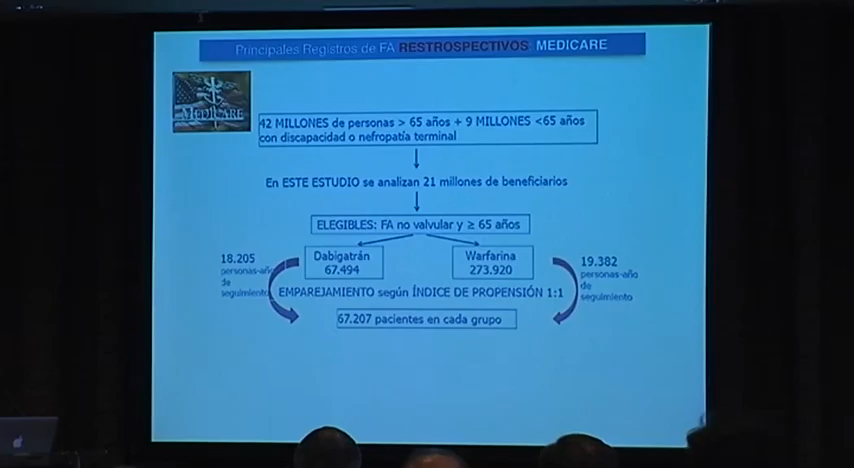 Principales Registros de FA RESTROSPECTIVOS MEDICARE
MEDICARE
42 MILLONES de personas > 65 años + 9 MILLONES <65 años
con discapacidad o nefropatía terminal
En ESTE ESTUDIO se analizan 21 millones de beneficiarios
ELEGIBLES: FA no valvular y ≥ 65 años
18.205
personas-año
de
seguimiento
Dabigatrán
67.494
Warfarina
273.920
19.382
personas-año
de
seguimiento
EMPAREJAMIENTO según ÍNDICE DE PROPENSIÓN 1:1
67.207 pacientes en cada grupo